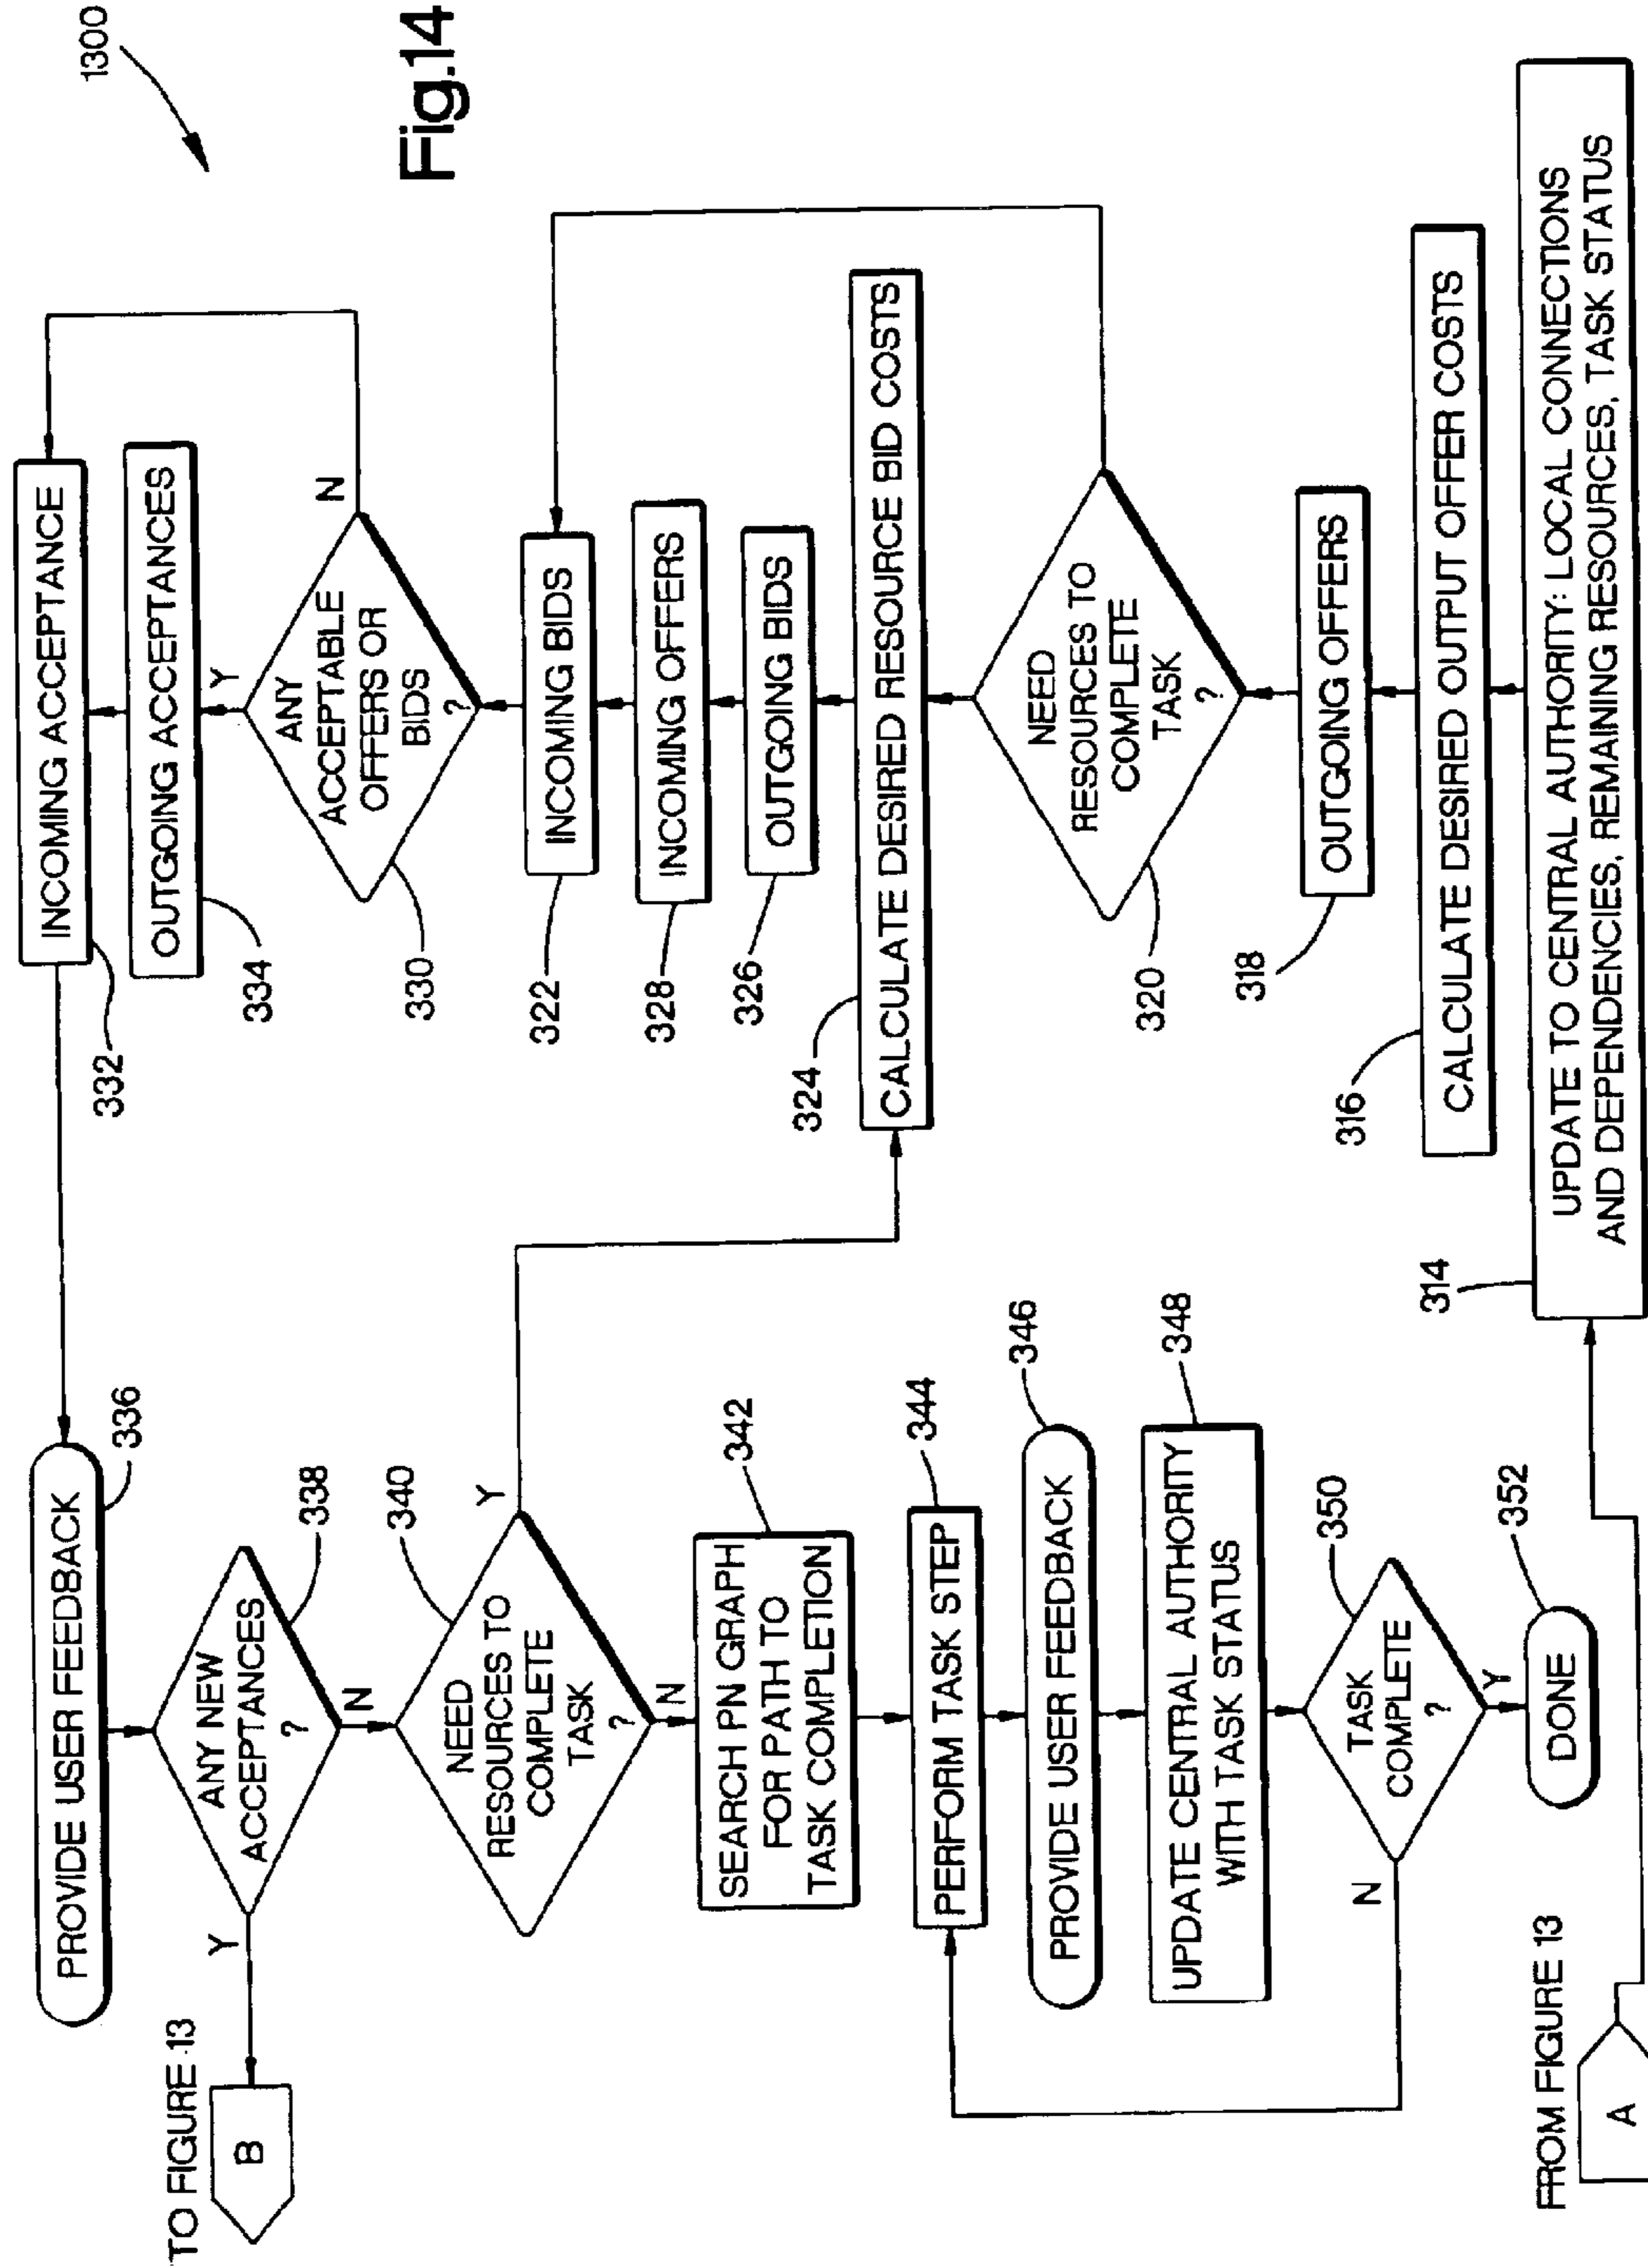 1300
Fig.14
TO FIGURE 13
B
PROVIDE USER FEEDBACK
336
ANY NEW
ACCEPTANCES
?
338
Y
N
NEED
RESOURCES TO
COMPLETE
TASK
?
340
Y
N
SEARCH PN GRAPH
FOR PATH TO
TASK COMPLETION
342
PERFORM TASK STEP
344
PROVIDE USER FEEDBACK
346
UPDATE CENTRAL AUTHORITY
WITH TASK STATUS
348
TASK
COMPLETE
?
350
N
Y
DONE
352
FROM FIGURE 13
A
INCOMING ACCEPTANCE
332
OUTGOING ACCEPTANCES
334
Y
N
ANY
ACCEPTABLE
OFFERS OR
BIDS
?
330
INCOMING BIDS
322
INCOMING OFFERS
328
OUTGOING BIDS
326
CALCULATE DESIRED RESOURCE BID COSTS
324
NEED
RESOURCES TO
COMPLETE
TASK
?
320
OUTGOING OFFERS
318
CALCULATE DESIRED OUTPUT OFFER COSTS
316
UPDATE TO CENTRAL AUTHORITY: LOCAL CONNECTIONS
AND DEPENDENCIES, REMAINING RESOURCES, TASK STATUS
314